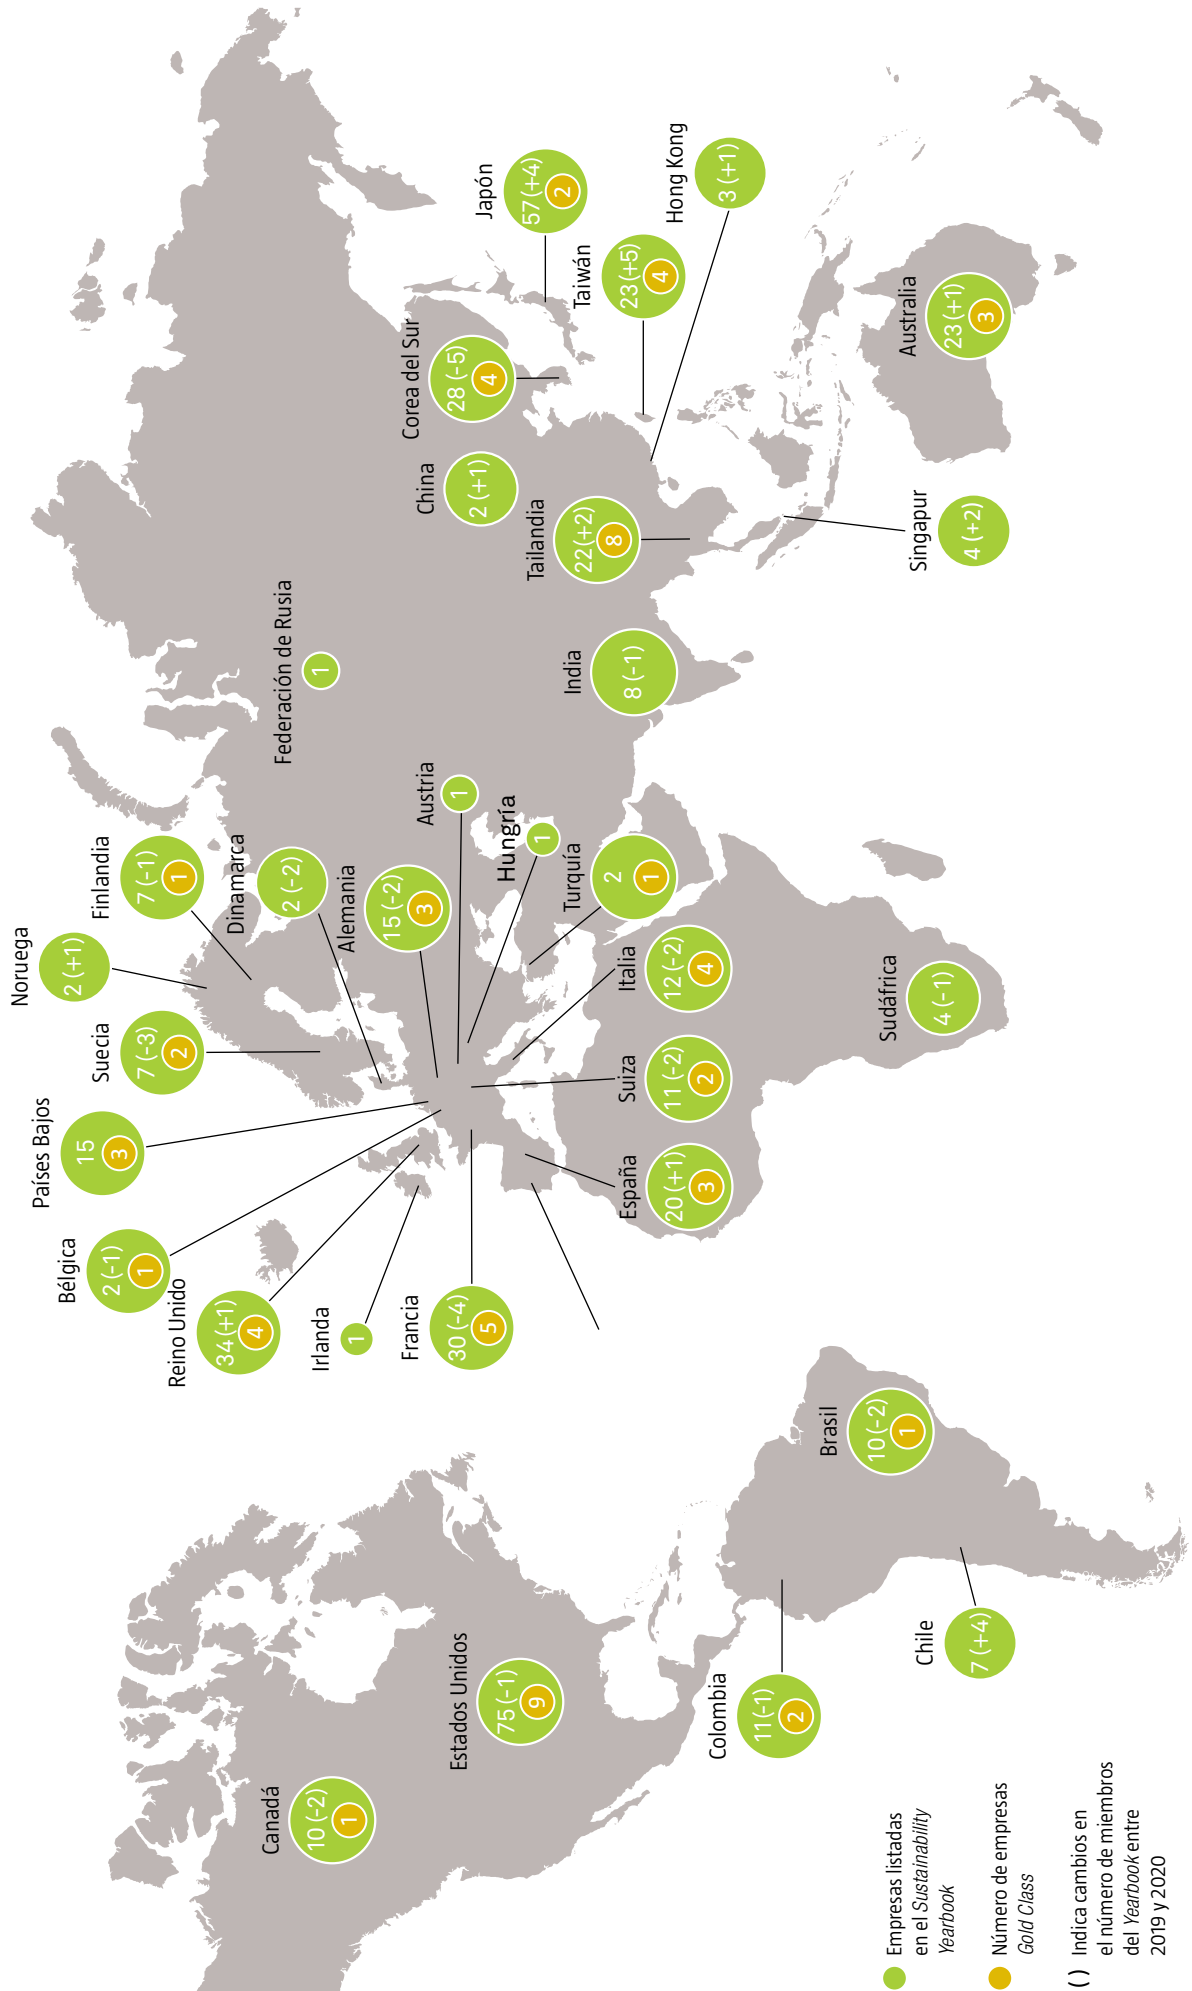 Canadá
10 (-2)
1
Estados Unidos
75 (-1)
9
Colombia
11(-1)
2
Chile
7 (+4)
Brasil
10 (-2)
1
Bélgica
2 (-1)
1
Reino Unido
34 (+1)
4
Irlanda
1
Francia
30 (-4)
5
Países Bajos
15
3
Suecia
7 (-3)
2
Noruega
2 (+1)
Finlandia
7 (-1)
1
Dinamarca
2 (-2)
Alemania
15 (-2)
3
Austria
1
Hungría
1
Turquía
2
1
Italia
12 (-2)
4
Suiza
11 (-2)
2
España
20 (+1)
3
Sudáfrica
4 (-1)
Federación de Rusia
1
India
8 (-1)
China
2 (+1)
Tailandia
22 (+2)
8
Corea del Sur
28 (-5)
4
Japón
57 (+4)
2
Taiwán
23 (+5)
4
Hong Kong
3 (+1)
Singapur
4 (+2)
Australia
23 (+1)
3
Empresas listadas
en el Sustainability
Yearbook
Número de empresas
Gold Class
( ) Indica cambios en
el número de miembros
del Yearbook entre
2019 y 2020